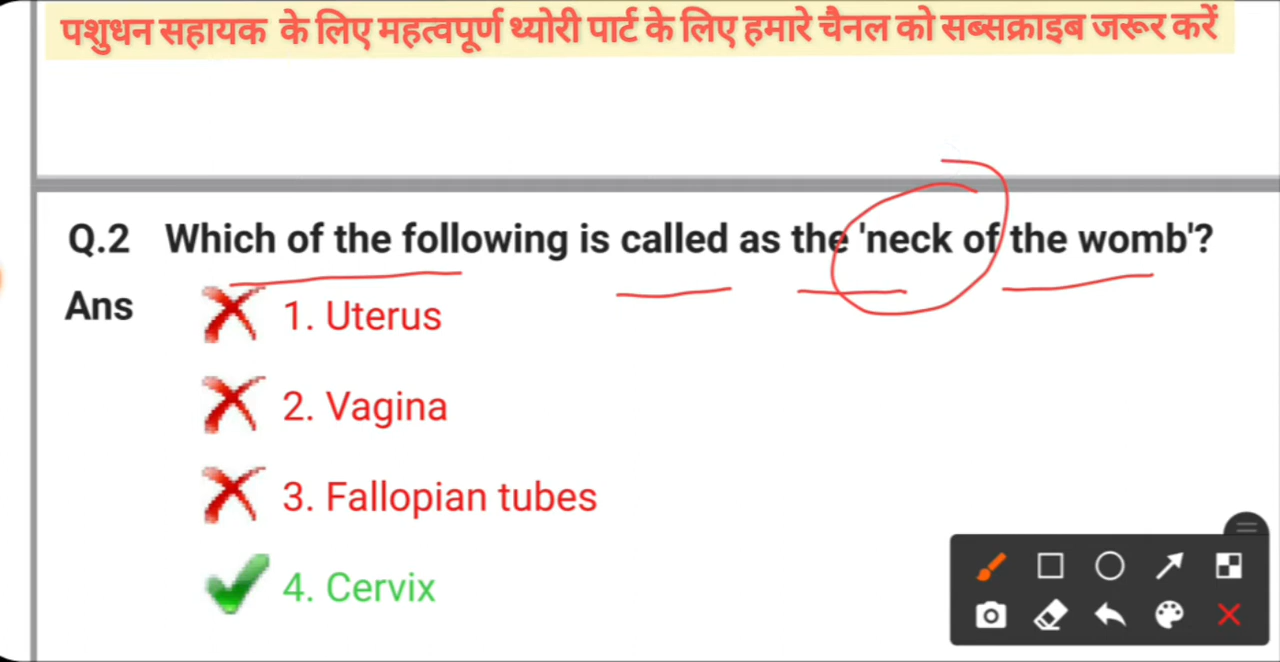 पशुधन सहायक के लिए महत्वपूर्ण थ्योरी पार्ट के लिए हमारे चैनल को सब्सक्राइब जरूर करें
Q.2 Which of the following is called as the 'neck of the womb'?
Ans 1. Uterus
2. Vagina
3. Fallopian tubes
4. Cervix